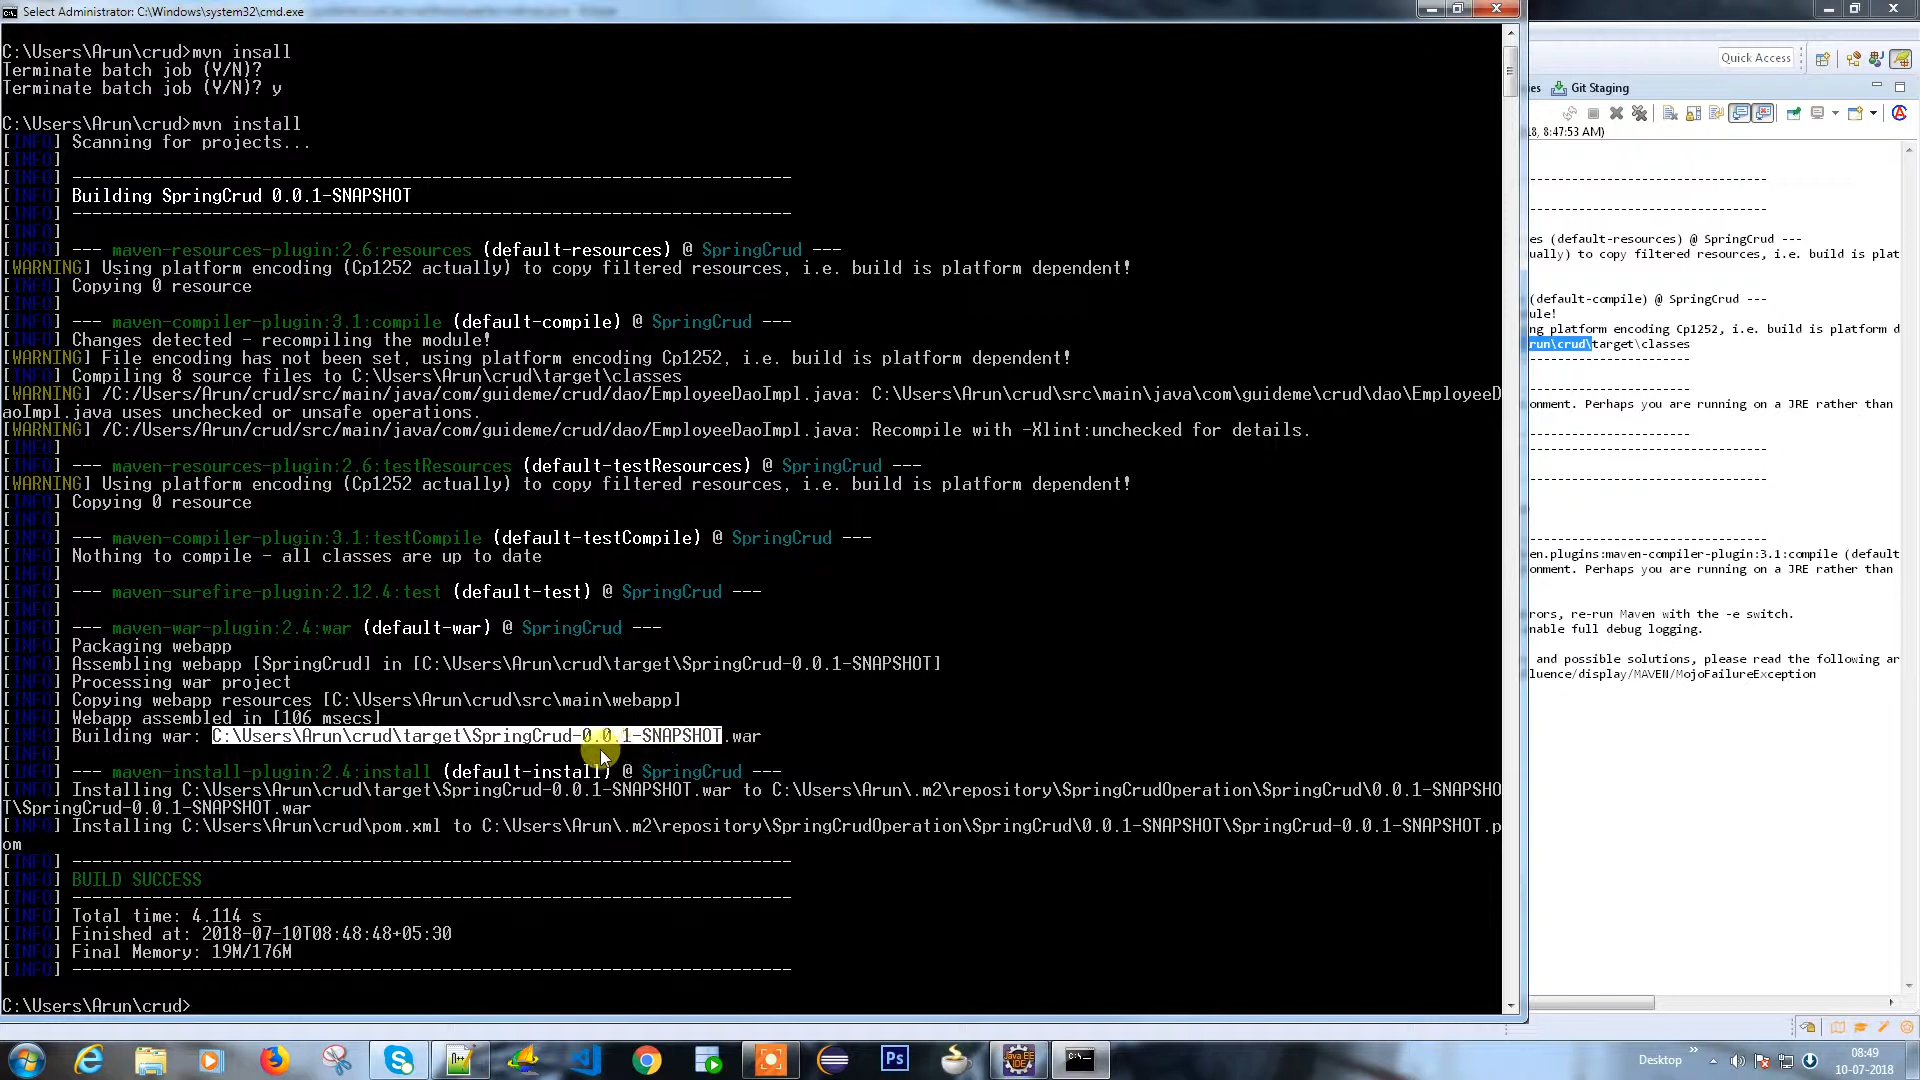 Select Administrator: C:\Windows\system32\cmd.exe
C:\Users\Arun\crud>mvn insall
Terminate batch job (Y/N)?
Terminate batch job (Y/N)? y
C:\Users\Arun\crud>mvn install
[INFO] Scanning for projects...
[INFO]
[INFO] ------------------------------------------------------------------------
[INFO] Building SpringCrud 0.0.1-SNAPSHOT
[INFO] ------------------------------------------------------------------------
[INFO]
[INFO] --- maven-resources-plugin:2.6:resources (default-resources) @ SpringCrud ---
[WARNING] Using platform encoding (Cp1252 actually) to copy filtered resources, i.e. build is platform dependent!
[INFO] Copying 0 resource
[INFO]
[INFO] --- maven-compiler-plugin:3.1:compile (default-compile) @ SpringCrud ---
[INFO] Changes detected - recompiling the module!
[WARNING] File encoding has not been set, using platform encoding Cp1252, i.e. build is platform dependent!
[INFO] Compiling 8 source files to C:\Users\Arun\crud\target\classes
[WARNING] /C:/Users/Arun/crud/src/main/java/com/guideme/crud/dao/EmployeeDaoImpl.java: C:\Users\Arun\crud\src\main\java\com\guideme\crud\dao\EmployeeD
aoImpl.java uses unchecked or unsafe operations.
[WARNING] /C:/Users/Arun/crud/src/main/java/com/guideme/crud/dao/EmployeeDaoImpl.java: Recompile with -Xlint:unchecked for details.
[INFO]
[INFO] --- maven-resources-plugin:2.6:testResources (default-testResources) @ SpringCrud ---
[WARNING] Using platform encoding (Cp1252 actually) to copy filtered resources, i.e. build is platform dependent!
[INFO] Copying 0 resource
[INFO]
[INFO] --- maven-compiler-plugin:3.1:testCompile (default-testCompile) @ SpringCrud ---
[INFO] Nothing to compile - all classes are up to date
[INFO]
[INFO] --- maven-surefire-plugin:2.12.4:test (default-test) @ SpringCrud ---
[INFO]
[INFO] --- maven-war-plugin:2.4:war (default-war) @ SpringCrud ---
[INFO] Packaging webapp
[INFO] Assembling webapp [SpringCrud] in [C:\Users\Arun\crud\target\SpringCrud-0.0.1-SNAPSHOT]
[INFO] Processing war project
[INFO] Copying webapp resources [C:\Users\Arun\crud\src\main\webapp]
[INFO] Webapp assembled in [106 msecs]
[INFO] Building war: C:\Users\Arun\crud\target\SpringCrud-0.0.1-SNAPSHOT.war
[INFO]
[INFO] --- maven-install-plugin:2.4:install (default-install) @ SpringCrud ---
[INFO] Installing C:\Users\Arun\crud\target\SpringCrud-0.0.1-SNAPSHOT.war to C:\Users\Arun\.m2\repository\SpringCrudOperation\SpringCrud\0.0.1-SNAPSHO
T\SpringCrud-0.0.1-SNAPSHOT.war
[INFO] Installing C:\Users\Arun\crud\pom.xml to C:\Users\Arun\.m2\repository\SpringCrudOperation\SpringCrud\0.0.1-SNAPSHOT\SpringCrud-0.0.1-SNAPSHOT.p
om
[INFO] ------------------------------------------------------------------------
[INFO] BUILD SUCCESS
[INFO] ------------------------------------------------------------------------
[INFO] Total time: 4.114 s
[INFO] Finished at: 2018-07-10T08:48:48+05:30
[INFO] Final Memory: 19M/176M
[INFO] ------------------------------------------------------------------------
C:\Users\Arun\crud>
Quick Access
ies Git Staging
18, 8:47:53 AM)
------------------------------------
------------------------------------
es (default-resources) @ SpringCrud ---
ually) to copy filtered resources, i.e. build is plat
(default-compile) @ SpringCrud ---
ule!
ng platform encoding Cp1252, i.e. build is platform d
run\crud\target\classes
------------------------
------------------------
onment. Perhaps you are running on a JRE rather than
------------------------
------------------------------------
------------------------------------
------------------------------------
en.plugins:maven-compiler-plugin:3.1:compile (default
onment. Perhaps you are running on a JRE rather than
rors, re-run Maven with the -e switch.
nable full debug logging.
and possible solutions, please read the following ar
luence/display/MAVEN/MojoFailureException
Ps
Java EE
IDE
C:\_
Desktop
08:49
10-07-2018